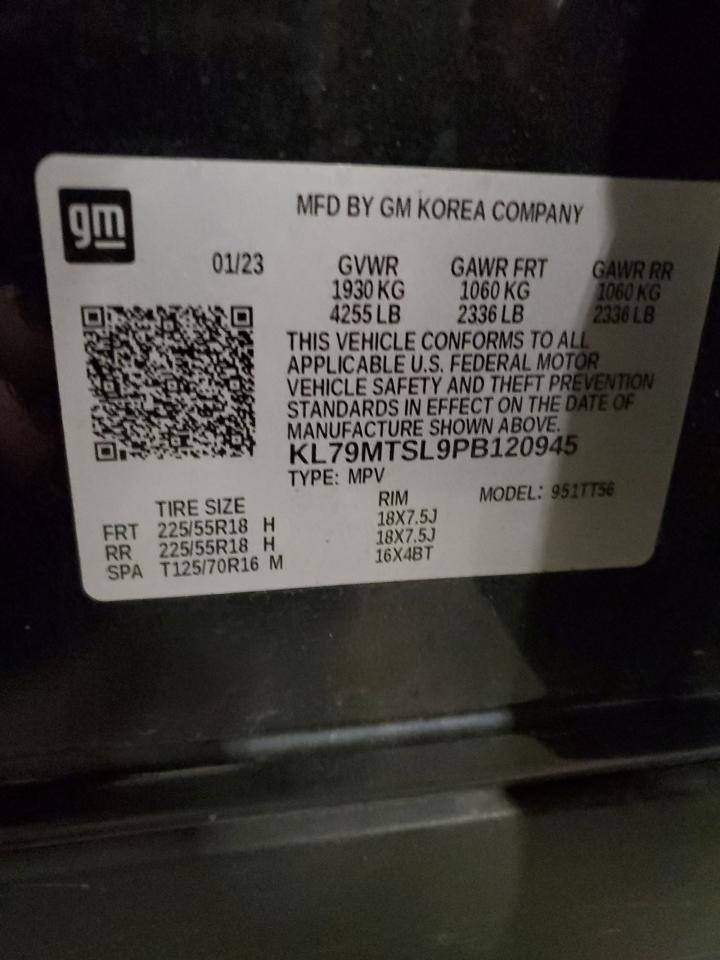 gm
MFD BY GM KOREA COMPANY
01/23 GVWR GAWR FRT GAWR RR
1930 KG 1060 KG 1060 KG
4255 LB 2336 LB 2336 LB
THIS VEHICLE CONFORMS TO ALL
APPLICABLE U.S. FEDERAL MOTOR
VEHICLE SAFETY AND THEFT PREVENTION
STANDARDS IN EFFECT ON THE DATE OF
MANUFACTURE SHOWN ABOVE.
KL79MTSL9PB120945
TYPE: MPV MODEL: 951TT56
TIRE SIZE RIM
FRT 225/55R18 H 18X7.5J
RR 225/55R18 H 18X7.5J
SPA T125/70R16 M 16X4BT